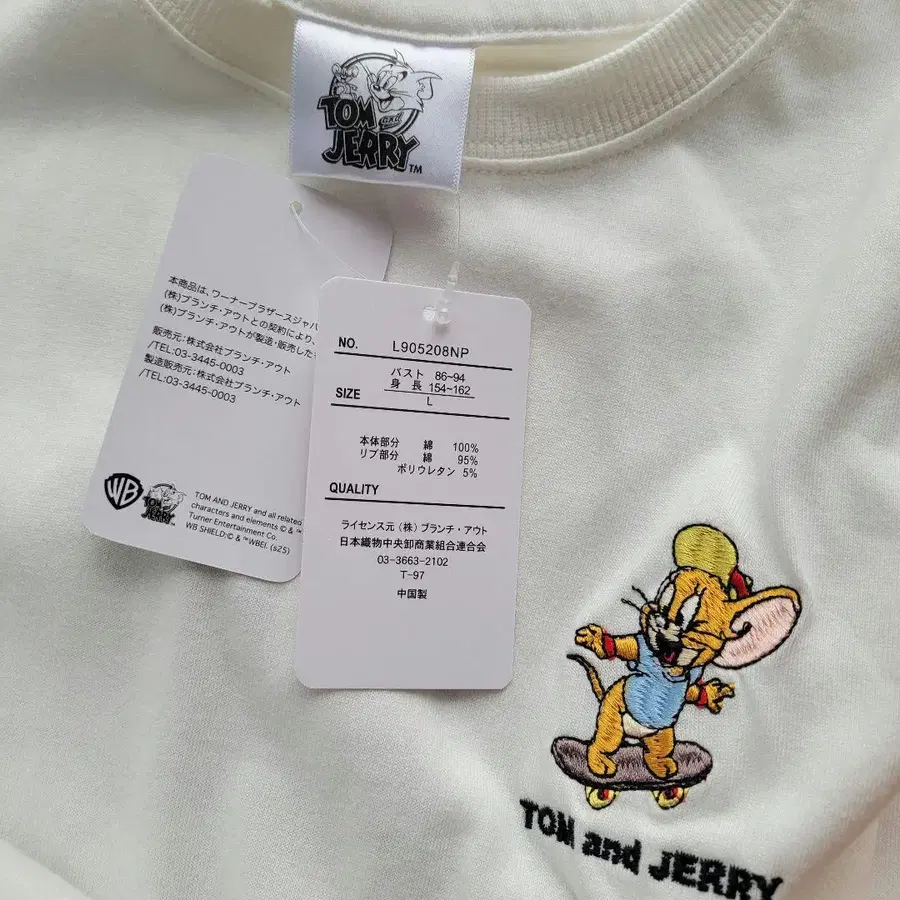 TOM and
JERRY™
本商品は、ワーナーブラザースジャパ
(株)ブランチ・アウトとの契約により、
(株)ブランチ・アウトが製造・販売したも
販売元：株式会社ブランチ・アウト
/TEL:03-3445-0003
製造販売元：株式会社ブランチ・アウト
/TEL:03-3445-0003
WB
TOM and
JERRY
TOM AND JERRY and all related
characters and elements © & ™
Turner Entertainment Co.
WB SHIELD:© & ™WBEI. (s25)
NO. L905208NP
SIZE
バスト 86~94
身長 154~162
L
本体部分 綿 100%
リブ部分 綿 95%
ポリウレタン 5%
QUALITY
ライセンス元（株）ブランチ・アウト
日本織物中央卸商業組合連合会
03-3663-2102
T-97
中国製
TOM and JERRY